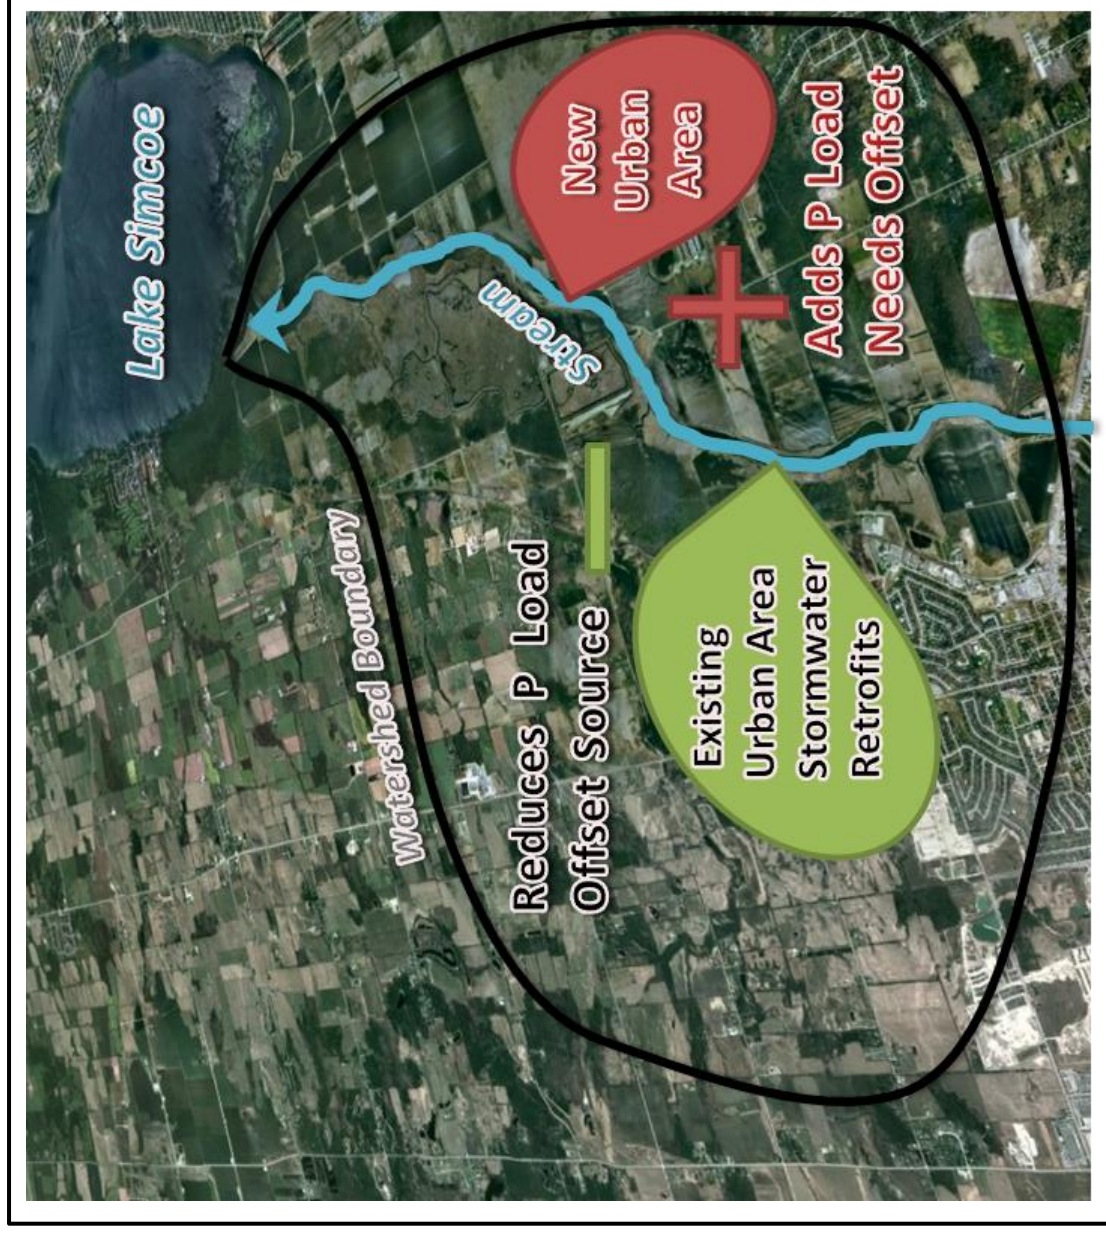 Lake Simcoe
Watershed Boundary
Stream
New
Urban
Area
Reduces P Load
Offset Source
Existing
Urban Area
Stormwater
Retrofits
Adds P Load
Needs Offset